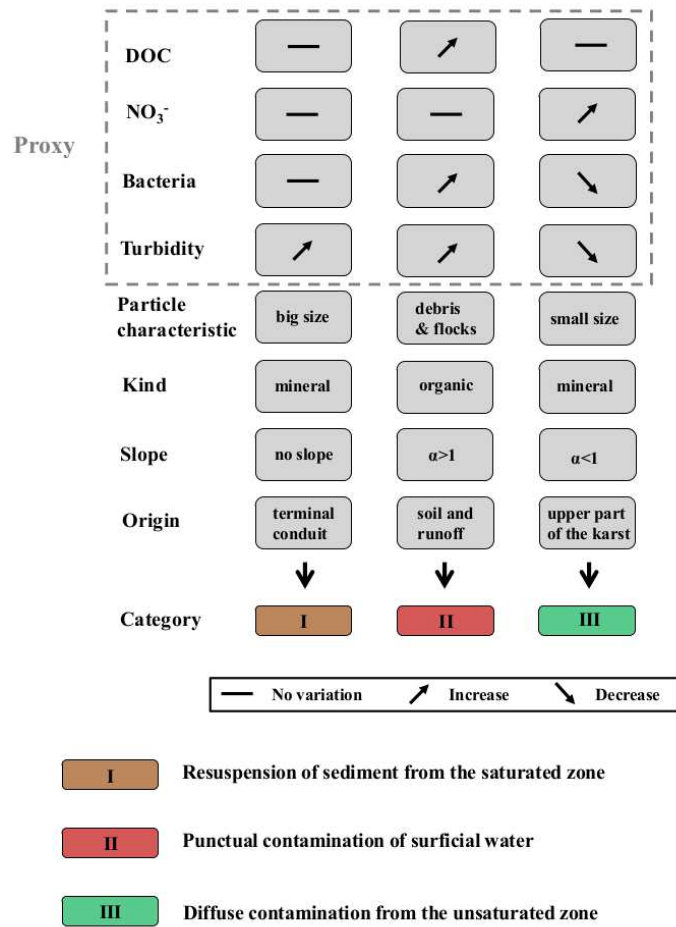 DOC
NO3-
Proxy
Bacteria
Turbidity
Particle characteristic
big size
debris & flocks
small size
Kind
mineral
organic
mineral
Slope
no slope
α>1
α<1
Origin
terminal conduit
soil and runoff
upper part of the karst
Category
I
II
III
No variation
Increase
Decrease
I
Resuspension of sediment from the saturated zone
II
Punctual contamination of surficial water
III
Diffuse contamination from the unsaturated zone